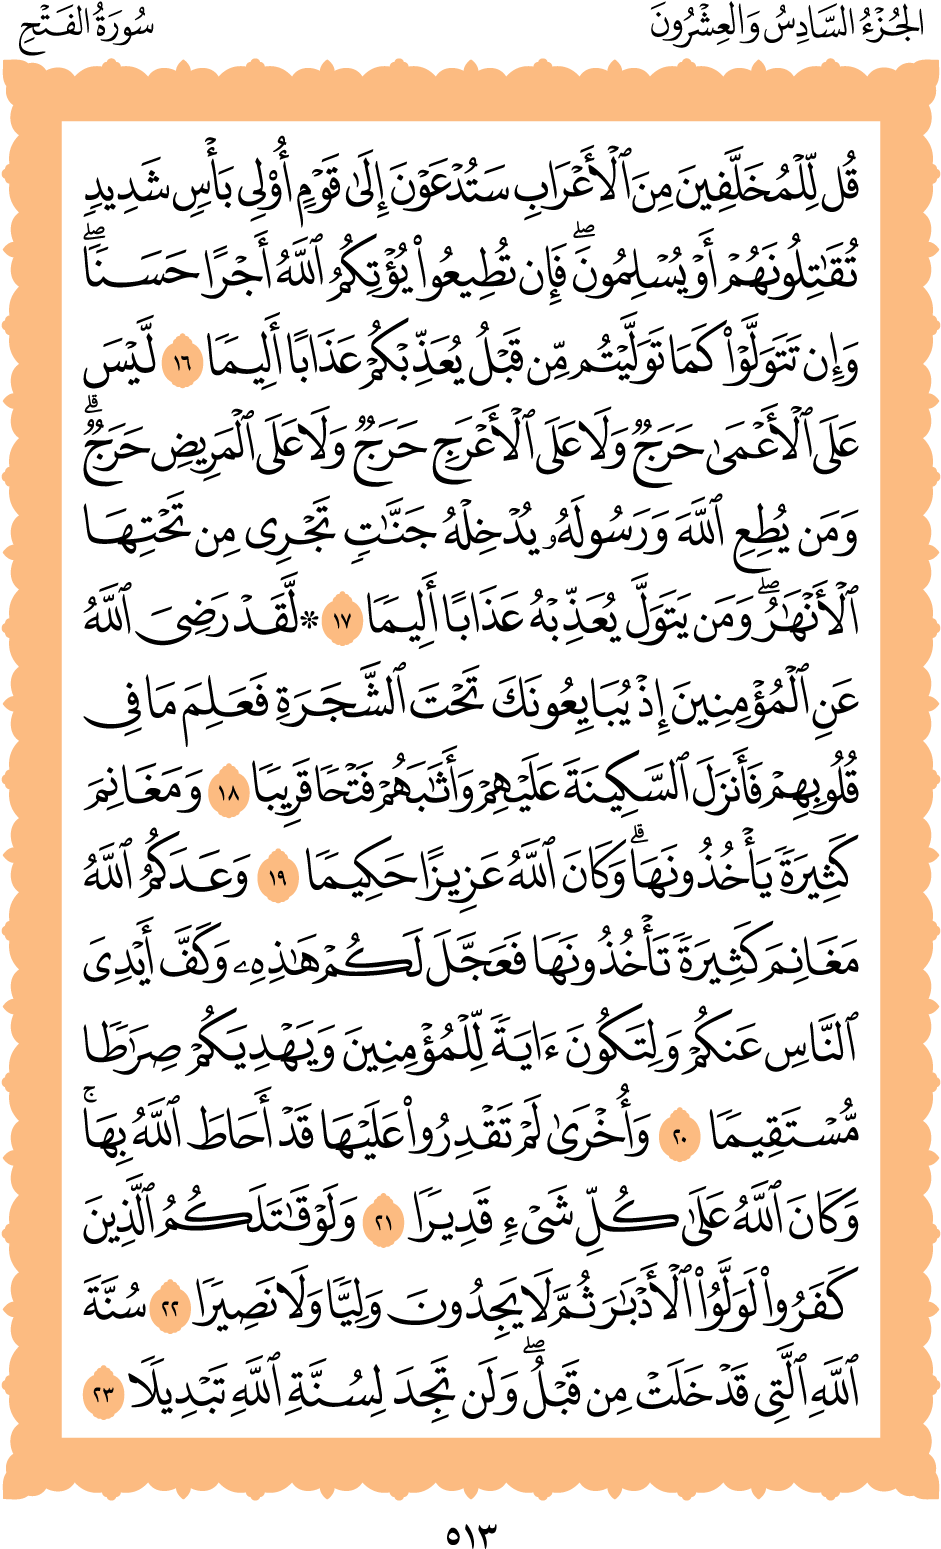 الجُزْءُ السَّادِسُ وَالعِشْرُونَ
سُورَةُ الفَتْحِ
قُل لِّلْمُخَلَّفِينَ مِنَ ٱلْأَعْرَابِ سَتُدْعَوْنَ إِلَىٰ قَوْمٍ أُو۟لِى بَأْسٍ شَدِيدٍ
تُقَـٰتِلُونَهُمْ أَوْ يُسْلِمُونَ ۖ فَإِن تُطِيعُوا۟ يُؤْتِكُمُ ٱللَّهُ أَجْرًا حَسَنًا ۖ
وَإِن تَتَوَلَّوْا۟ كَمَا تَوَلَّيْتُم مِّن قَبْلُ يُعَذِّبْكُمْ عَذَابًا أَلِيمًا ١٦ لَّيْسَ
عَلَى ٱلْأَعْمَىٰ حَرَجٌ وَلَا عَلَى ٱلْأَعْرَجِ حَرَجٌ وَلَا عَلَى ٱلْمَرِيضِ حَرَجٌ ۗ
وَمَن يُطِعِ ٱللَّهَ وَرَسُولَهُۥ يُدْخِلْهُ جَنَّـٰتٍ تَجْرِى مِن تَحْتِهَا
ٱلْأَنْهَـٰرُ ۖ وَمَن يَتَوَلَّ يُعَذِّبْهُ عَذَابًا أَلِيمًا ١٧ * لَّقَدْ رَضِىَ ٱللَّهُ
عَنِ ٱلْمُؤْمِنِينَ إِذْ يُبَايِعُونَكَ تَحْتَ ٱلشَّجَرَةِ فَعَلِمَ مَا فِى
قُلُوبِهِمْ فَأَنزَلَ ٱلسَّكِينَةَ عَلَيْهِمْ وَأَثَـٰبَهُمْ فَتْحًا قَرِيبًا ١٨ وَمَغَانِمَ
كَثِيرَةً يَأْخُذُونَهَا ۗ وَكَانَ ٱللَّهُ عَزِيزًا حَكِيمًا ١٩ وَعَدَكُمُ ٱللَّهُ
مَغَانِمَ كَثِيرَةً تَأْخُذُونَهَا فَعَجَّلَ لَكُمْ هَـٰذِهِۦ وَكَفَّ أَيْدِىَ
ٱلنَّاسِ عَنكُمْ وَلِتَكُونَ ءَايَةً لِّلْمُؤْمِنِينَ وَيَهْدِيَكُمْ صِرَٰطًا
مُّسْتَقِيمًا ٢٠ وَأُخْرَىٰ لَمْ تَقْدِرُوا۟ عَلَيْهَا قَدْ أَحَاطَ ٱللَّهُ بِهَا ۚ
وَكَانَ ٱللَّهُ عَلَىٰ كُلِّ شَىْءٍ قَدِيرًا ٢١ وَلَوْ قَـٰتَلَكُمُ ٱلَّذِينَ
كَفَرُوا۟ لَوَلَّوُا۟ ٱلْأَدْبَـٰرَ ثُمَّ لَا يَجِدُونَ وَلِيًّا وَلَا نَصِيرًا ٢٢ سُنَّةَ
ٱللَّهِ ٱلَّتِى قَدْ خَلَتْ مِن قَبْلُ ۖ وَلَن تَجِدَ لِسُنَّةِ ٱللَّهِ تَبْدِيلًا ٢٣
٥١٣